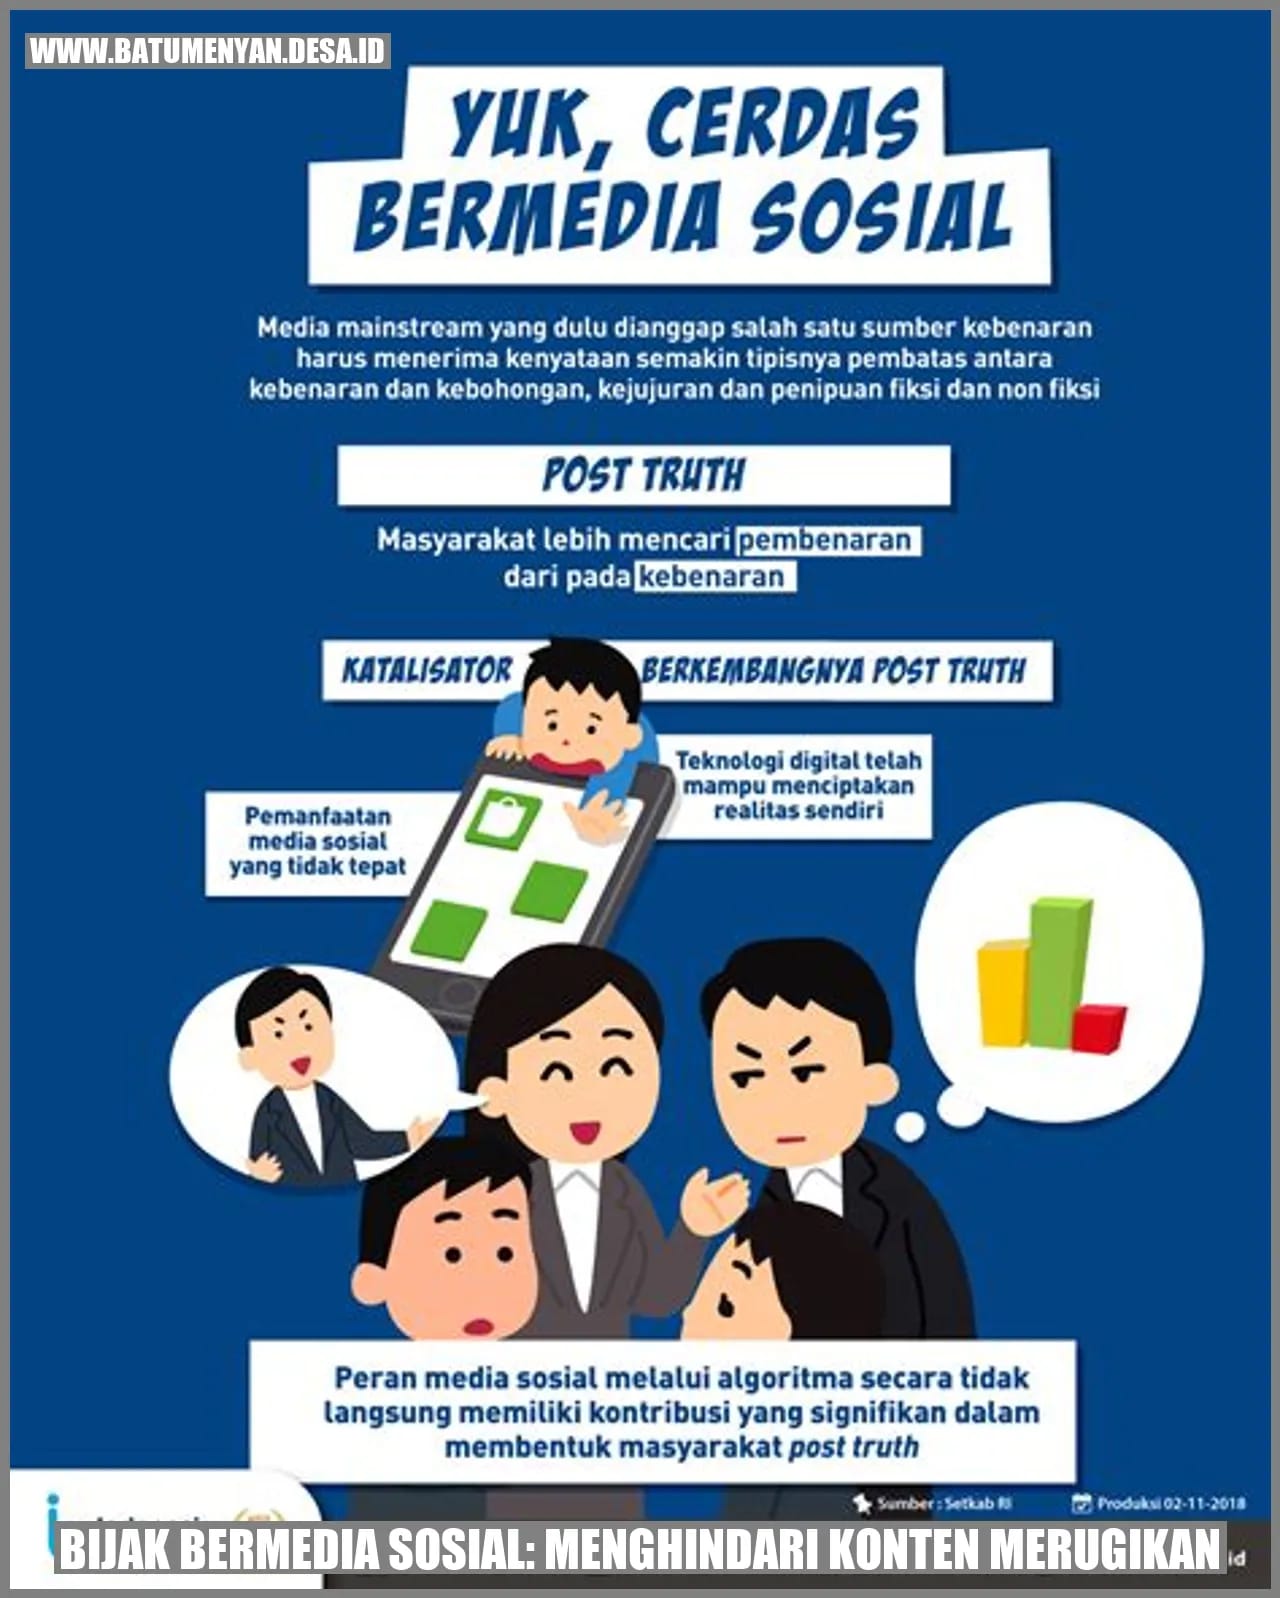 WWW.BATUMENYAN.DESA.ID
YUK, CERDAS
BERMEDIA SOSIAL
Media mainstream yang dulu dianggap salah satu sumber kebenaran
harus menerima kenyataan semakin tipisnya pembatas antara
kebenaran dan kebohongan, kejujuran dan penipuan fiksi dan non fiksi
POST TRUTH
Masyarakat lebih mencari pembenaran
dari pada kebenaran
KATALISATOR BERKEMBANGNYA POST TRUTH
Teknologi digital telah
mampu menciptakan
realitas sendiri
Pemanfaatan
media sosial
yang tidak tepat
Peran media sosial melalui algoritma secara tidak
langsung memiliki kontribusi yang signifikan dalam
membentuk masyarakat post truth
Sumber : Setkab RI
Produksi 02-11-2018
BIJAK BERMEDIA SOSIAL: MENGHINDARI KONTEN MERUGIKAN
id